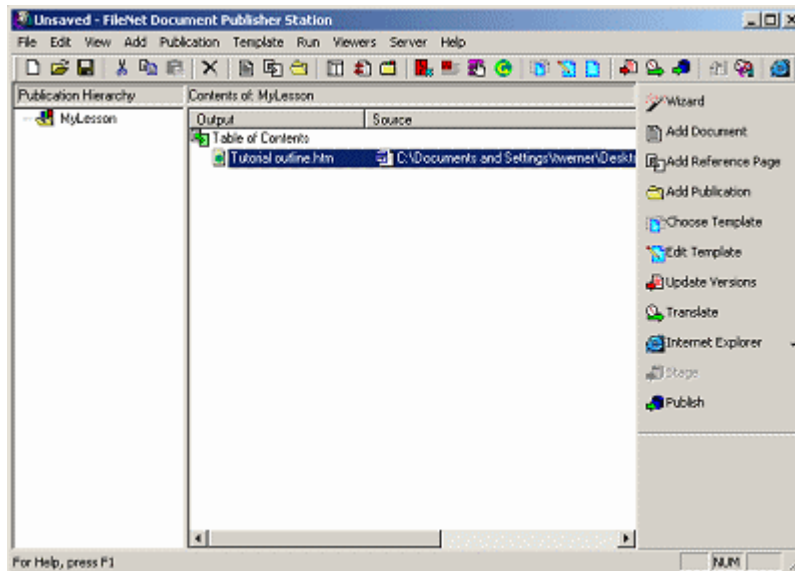 Unsaved - FileNet Document Publisher Station
File Edit View Add Publication Template Run Viewers Server Help
Publication Hierarchy
MyLesson
Contents of: MyLesson
Output Source
Table of Contents
Tutorial outline.htm C:\Documents and Settings\twerner\Deskt
Wizard
Add Document
Add Reference Page
Add Publication
Choose Template
Edit Template
Update Versions
Translate
Internet Explorer
Stage
Publish
For Help, press F1
NUM